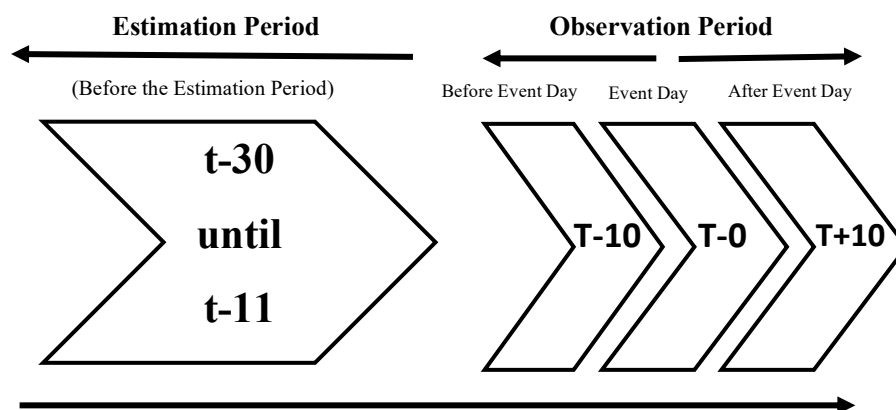 Estimation Period
Observation Period
(Before the Estimation Period)
Before Event Day
Event Day
After Event Day
t-30
until
t-11
T-10
T-0
T+10